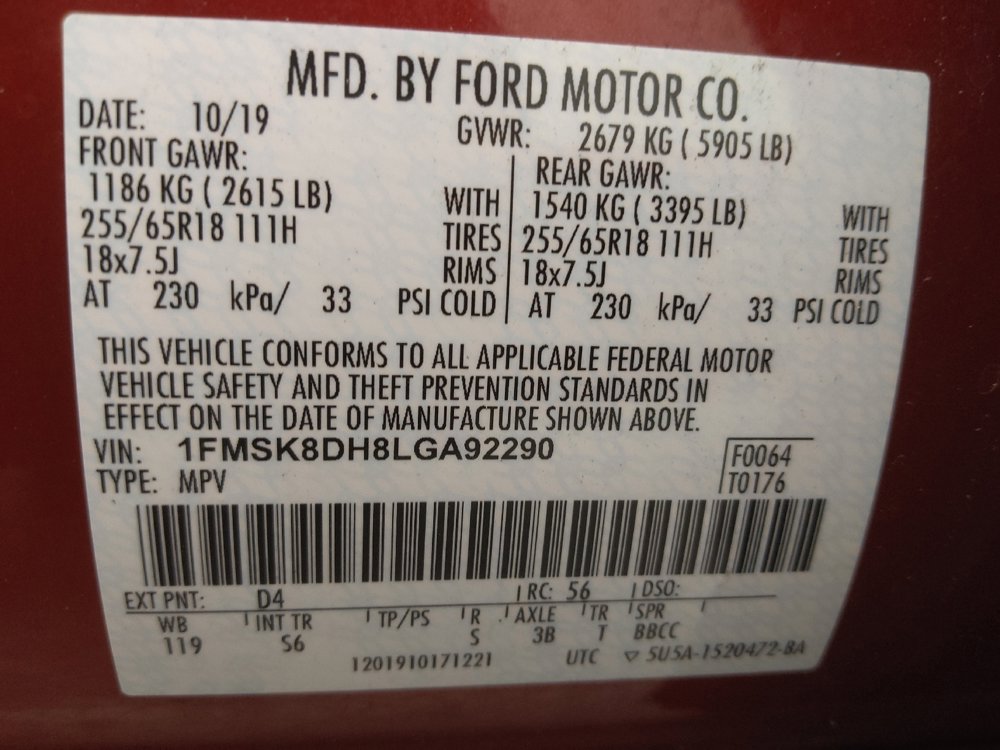 MFD. BY FORD MOTOR CO.
DATE: 10/19 GVWR: 2679 KG ( 5905 LB)
FRONT GAWR: REAR GAWR:
1186 KG ( 2615 LB) WITH 1540 KG ( 3395 LB) WITH
255/65R18 111H TIRES 255/65R18 111H TIRES
18x7.5J RIMS 18x7.5J RIMS
AT 230 kPa/ 33 PSI COLD AT 230 kPa/ 33 PSI COLD
THIS VEHICLE CONFORMS TO ALL APPLICABLE FEDERAL MOTOR
VEHICLE SAFETY AND THEFT PREVENTION STANDARDS IN
EFFECT ON THE DATE OF MANUFACTURE SHOWN ABOVE.
VIN: 1FMSK8DH8LGA92290 F0064
TYPE: MPV T0176
EXT PNT: D4 RC: 56 DSO:
WB INT TR TP/PS R AXLE TR SPR
119 S6 S 3B T BBCC
1201910171221 UTC ▽ 5U5A-1520472-BA